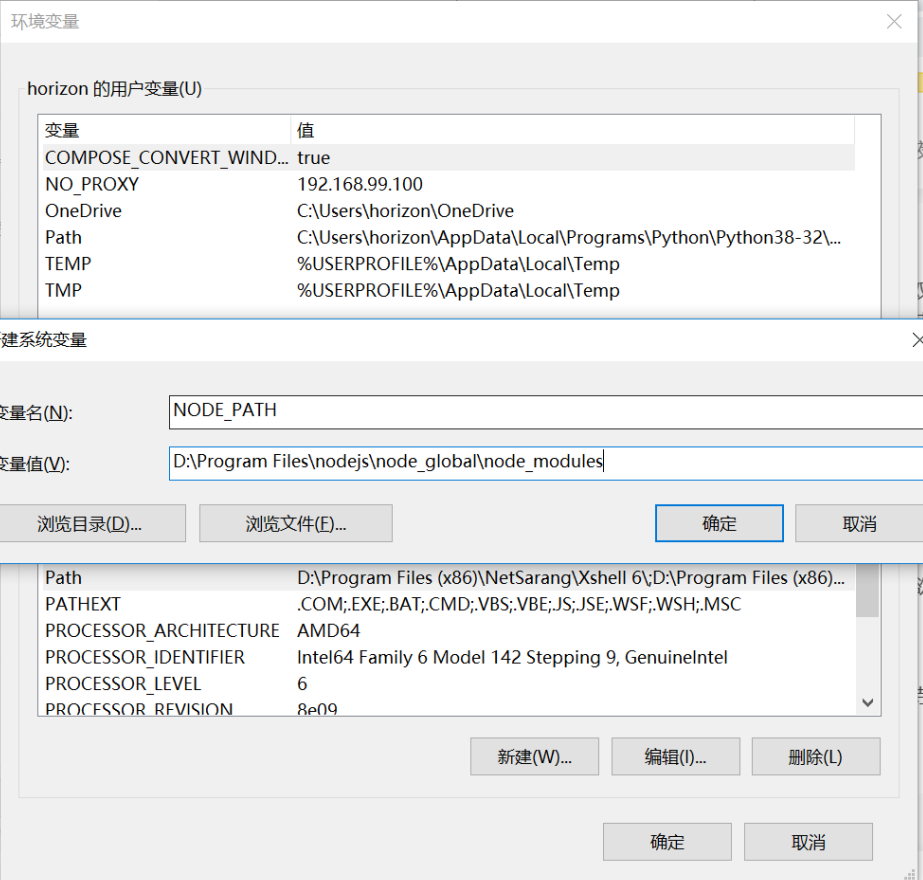 环境变量
horizon 的用户变量(U)
变量 值
COMPOSE_CONVERT_WIND... true
NO_PROXY 192.168.99.100
OneDrive C:\Users\horizon\OneDrive
Path C:\Users\horizon\AppData\Local\Programs\Python\Python38-32\...
TEMP %USERPROFILE%\AppData\Local\Temp
TMP %USERPROFILE%\AppData\Local\Temp
建系统变量
变量名(N): NODE_PATH
变量值(V): D:\Program Files\nodejs\node_global\node_modules
浏览目录(D)... 浏览文件(F)... 确定 取消
Path D:\Program Files (x86)\NetSarang\Xshell 6\;D:\Program Files (x86)...
PATHEXT .COM;.EXE;.BAT;.CMD;.VBS;.VBE;.JS;.JSE;.WSF;.WSH;.MSC
PROCESSOR_ARCHITECTURE AMD64
PROCESSOR_IDENTIFIER Intel64 Family 6 Model 142 Stepping 9, GenuineIntel
PROCESSOR_LEVEL 6
PROCESSOR_REVISION 8e09
新建(W)... 编辑(I)... 删除(L)
确定 取消